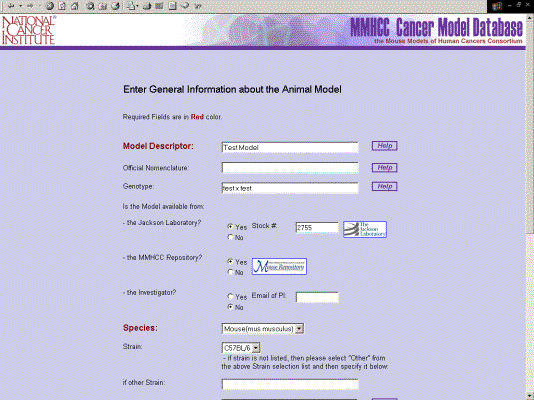 NATIONAL
CANCER
INSTITUTE
MMHCC Cancer Model Database
the Mouse Models of Human Cancers Consortium
Enter General Information about the Animal Model
Required Fields are in Red color.
Model Descriptor: Test Model Help
Official Nomenclature: Help
Genotype: test x test Help
Is the Model available from:
- the Jackson Laboratory? Yes Stock #: 2755 The Jackson Laboratory
No
- the MMHCC Repository? Yes Mouse Repository
No
- the Investigator? Yes Email of PI:
No
Species: Mouse(mus musculus)
Strain: C57BL/6
- if strain is not listed, then please select "Other" from
the above Strain selection list and then specify it below:
if other Strain: